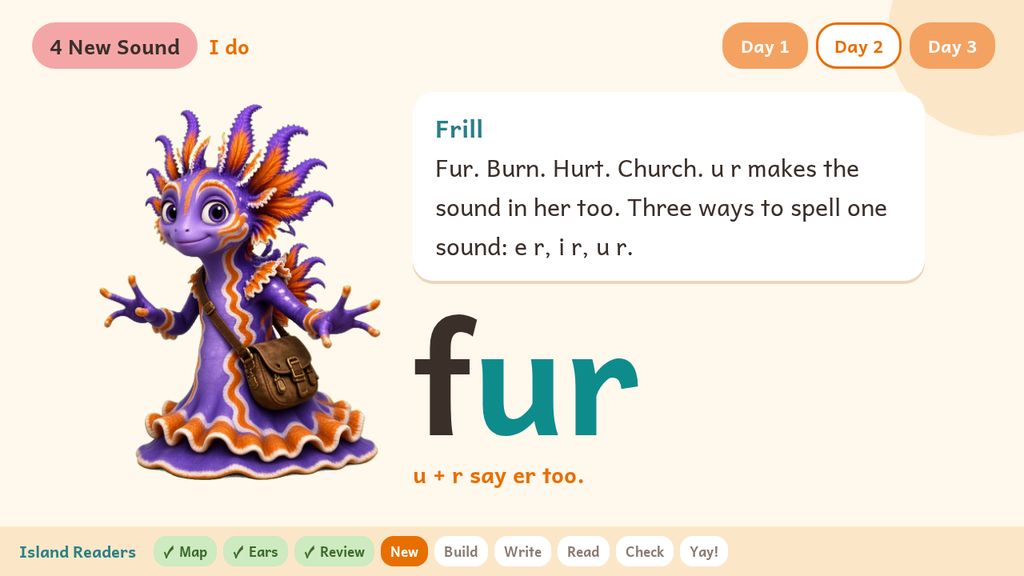 4 New Sound I do Day 1 Day 2 Day 3
Frill
Fur. Burn. Hurt. Church. u r makes the
sound in her too. Three ways to spell one
sound: e r, i r, u r.
fur
u + r say er too.
Island Readers ✓ Map ✓ Ears ✓ Review New Build Write Read Check Yay!